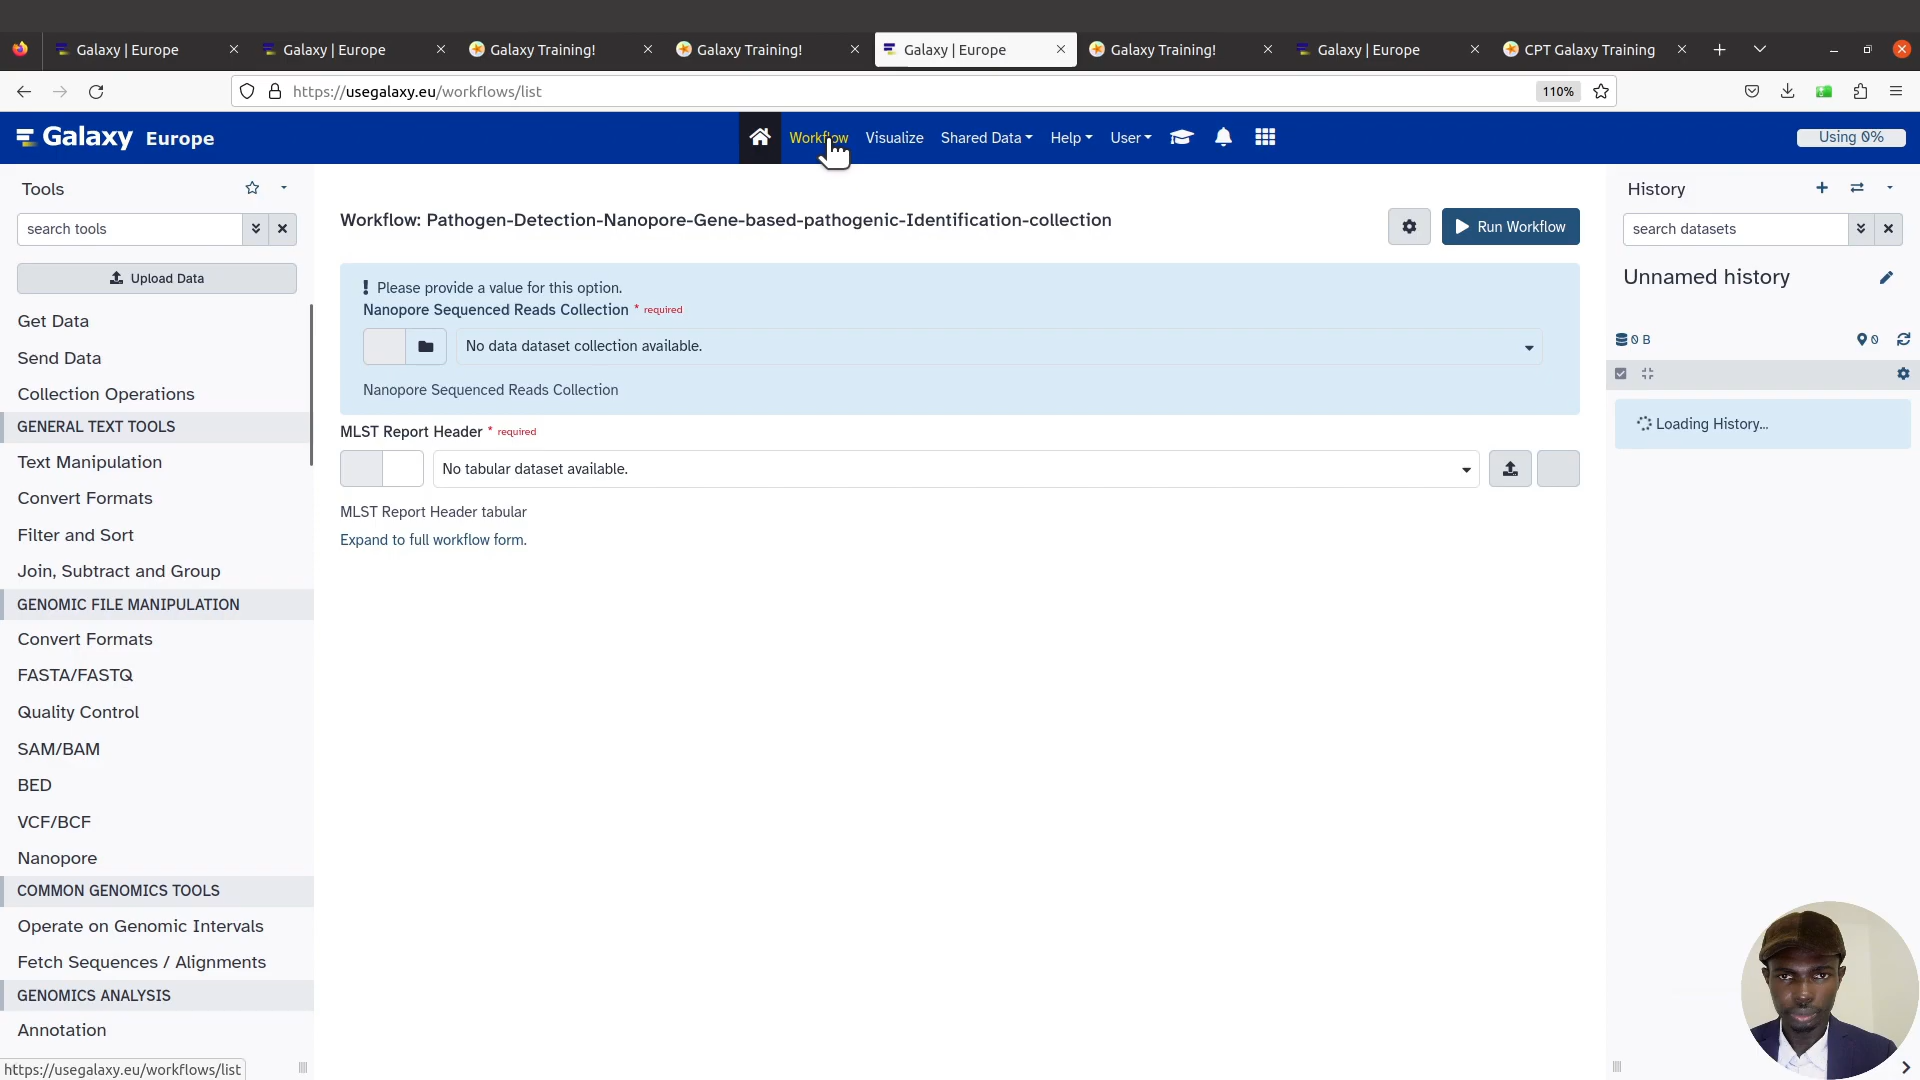 Galaxy | Europe
Galaxy | Europe
Galaxy Training!
Galaxy Training!
Galaxy | Europe
Galaxy Training!
Galaxy | Europe
CPT Galaxy Training
https://usegalaxy.eu/workflows/list
110%
Galaxy Europe
Workflow
Visualize
Shared Data
Help
User
Using 0%
Tools
search tools
Upload Data
Get Data
Send Data
Collection Operations
GENERAL TEXT TOOLS
Text Manipulation
Convert Formats
Filter and Sort
Join, Subtract and Group
GENOMIC FILE MANIPULATION
Convert Formats
FASTA/FASTQ
Quality Control
SAM/BAM
BED
VCF/BCF
Nanopore
COMMON GENOMICS TOOLS
Operate on Genomic Intervals
Fetch Sequences / Alignments
GENOMICS ANALYSIS
Annotation
https://usegalaxy.eu/workflows/list
Workflow: Pathogen-Detection-Nanopore-Gene-based-pathogenic-Identification-collection
Run Workflow
Please provide a value for this option.
Nanopore Sequenced Reads Collection * required
No data dataset collection available.
Nanopore Sequenced Reads Collection
MLST Report Header * required
No tabular dataset available.
MLST Report Header tabular
Expand to full workflow form.
History
search datasets
Unnamed history
0 B
0
Loading History...